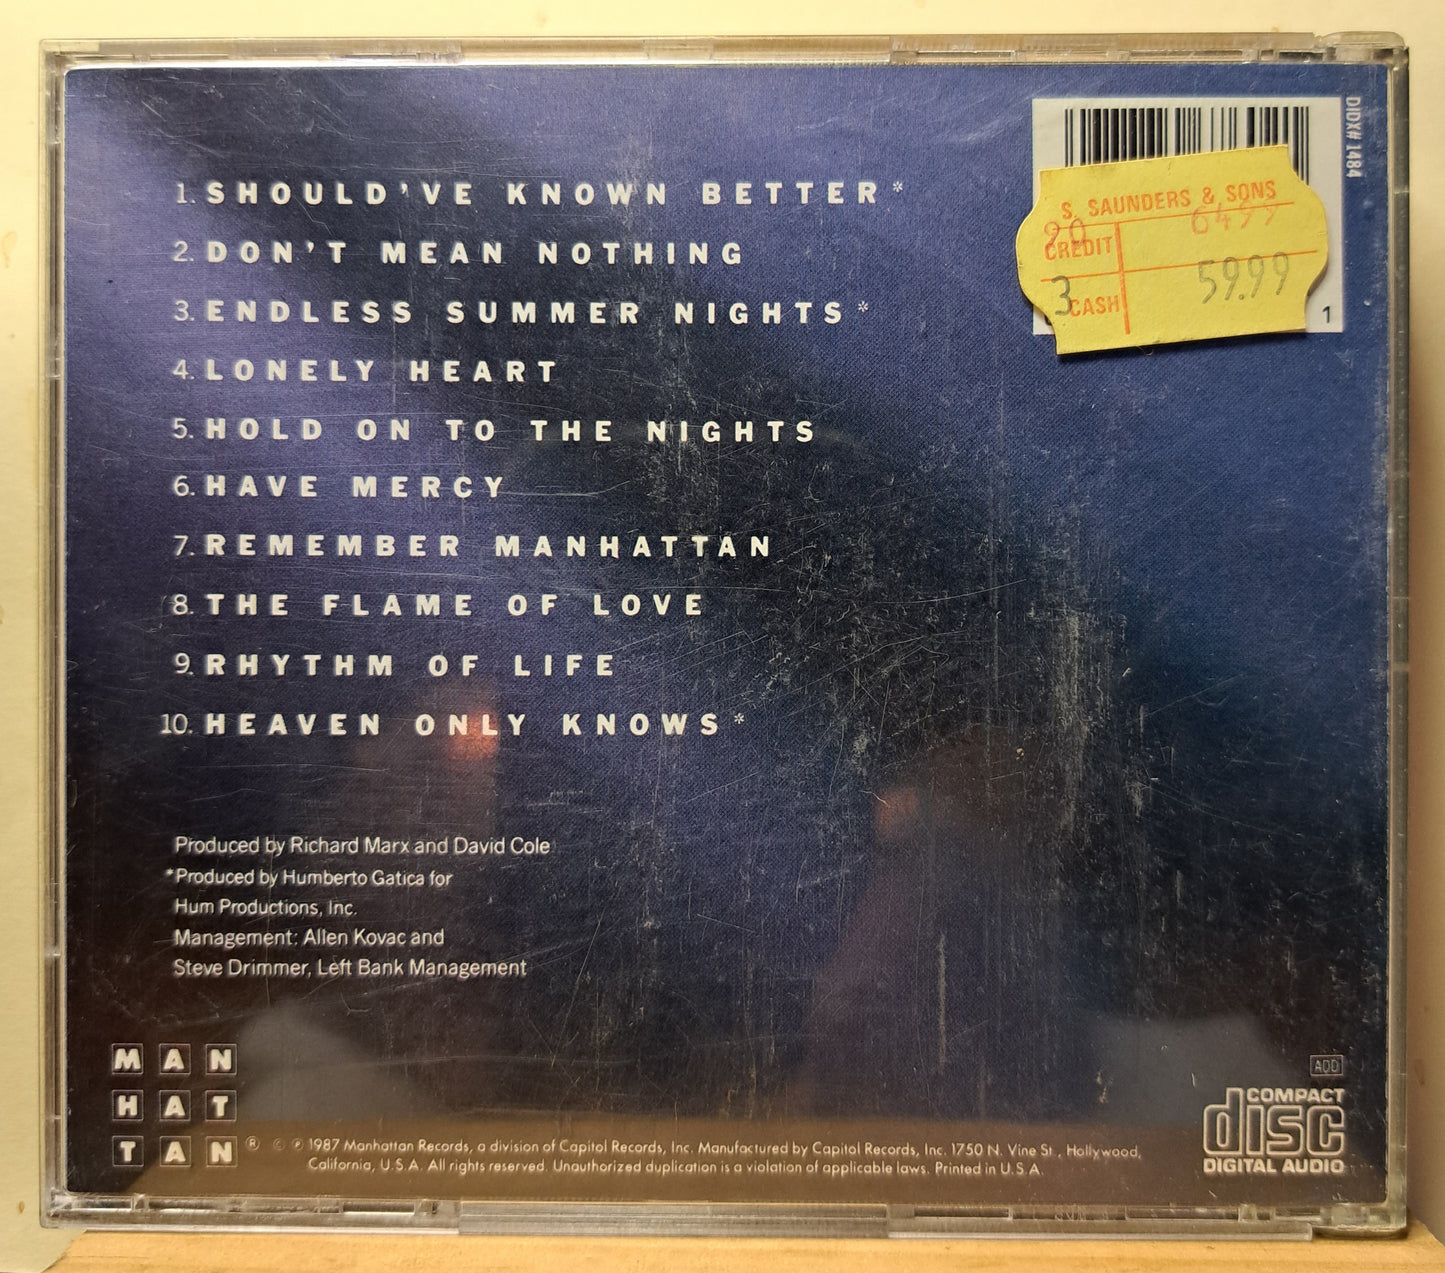 1. SHOULD'VE KNOWN BETTER*
2. DON'T MEAN NOTHING
3. ENDLESS SUMMER NIGHTS*
4. LONELY HEART
5. HOLD ON TO THE NIGHTS
6. HAVE MERCY
7. REMEMBER MANHATTAN
8. THE FLAME OF LOVE
9. RHYTHM OF LIFE
10. HEAVEN ONLY KNOWS*
DIDX# 1484
S. SAUNDERS & SONS
90 6499
CREDIT
3 CASH 59.99
1
Produced by Richard Marx and David Cole
*Produced by Humberto Gatica for
Hum Productions, Inc.
Management: Allen Kovac and
Steve Drimmer, Left Bank Management
MAN
HAT
TAN ®
© ℗ 1987 Manhattan Records, a division of Capitol Records, Inc. Manufactured by Capitol Records, Inc. 1750 N. Vine St., Hollywood,
California, U.S.A. All rights reserved. Unauthorized duplication is a violation of applicable laws. Printed in U.S.A.
ADD
COMPACT
disc
DIGITAL AUDIO